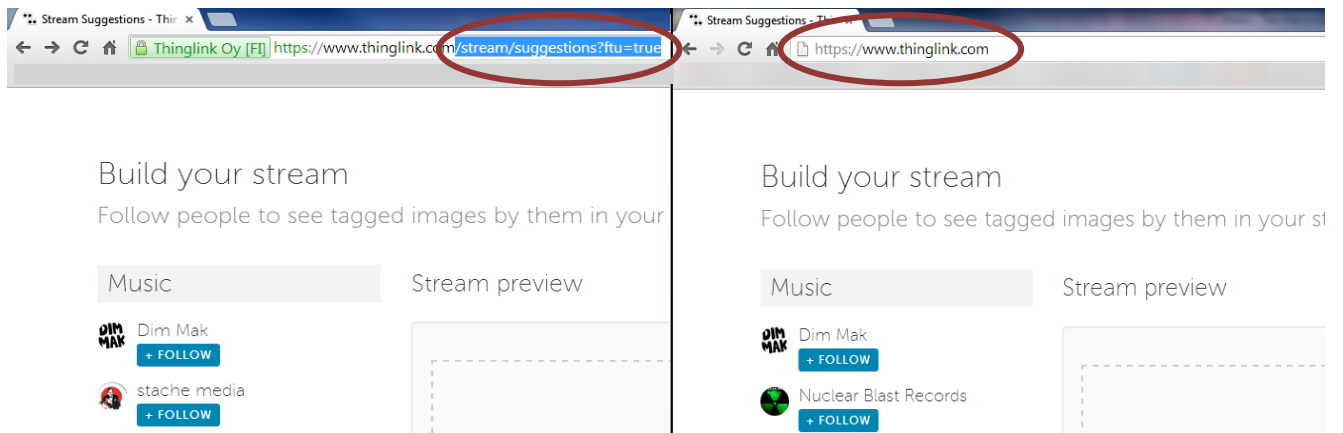 Stream Suggestions - Thin
Thinglink Oy [FI] https://www.thinglink.com/stream/suggestions?ftu=true
Build your stream
Follow people to see tagged images by them in your
Music
Stream preview
DIM MAK
Dim Mak
+ FOLLOW
stache media
+ FOLLOW
Stream Suggestions - Thin
https://www.thinglink.com
Build your stream
Follow people to see tagged images by them in your st
Music
Stream preview
DIM MAK
Dim Mak
+ FOLLOW
Nuclear Blast Records
+ FOLLOW